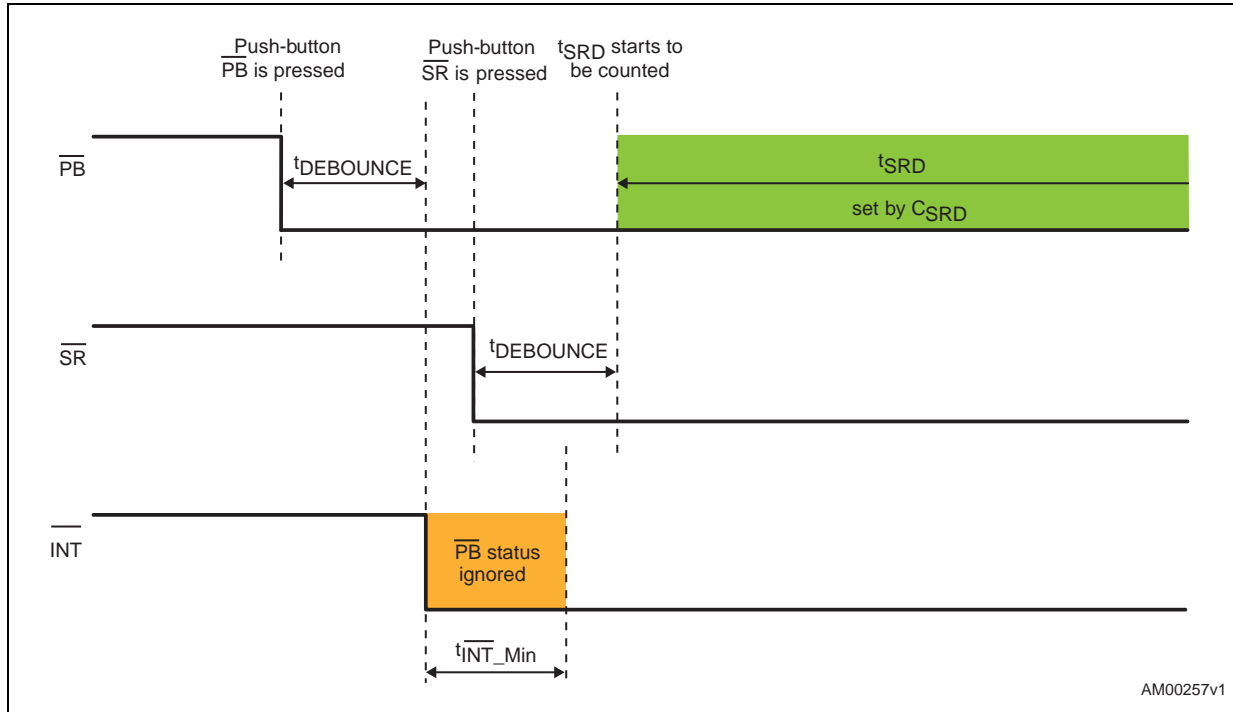 Push-button
PB is pressed
Push-button
SR is pressed
tSRD starts to
be counted
PB
tDEBOUNCE
tSRD
set by CSRD
SR
tDEBOUNCE
INT
PB status
ignored
tINT_Min
AM00257v1